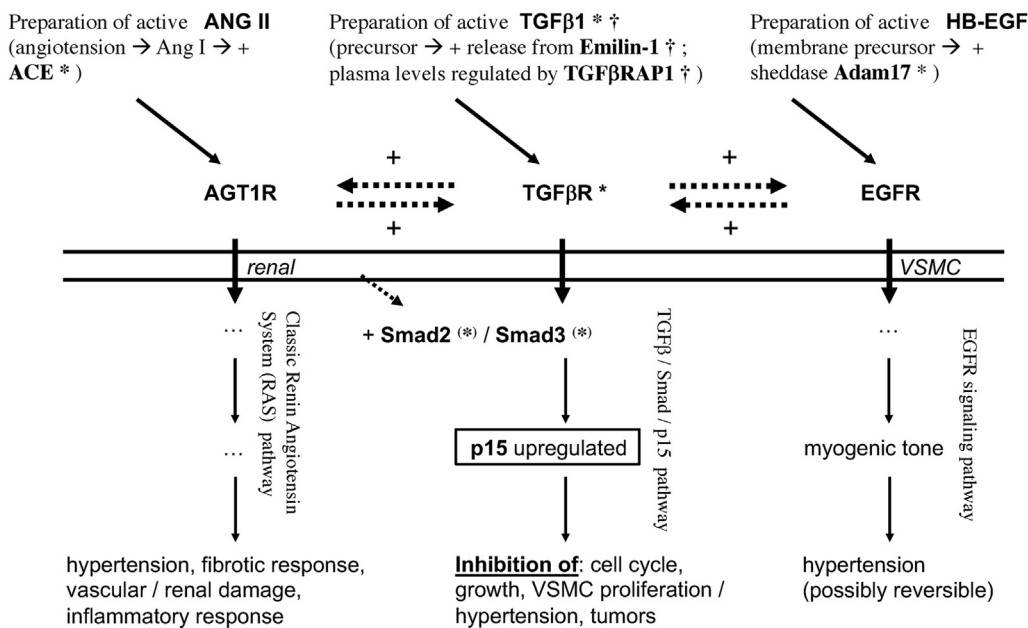 Preparation of active ANG II
(angiotension → Ang I → +
ACE * )
Preparation of active TGFβ1 * †
(precursor → + release from Emilin-1 † ;
plasma levels regulated by TGFβRAP1 † )
Preparation of active HB-EGF
(membrane precursor → +
sheddase Adam17 * )
+
+
AGT1R
TGFβR *
EGFR
+
+
renal
VSMC
...
Classic Renin Angiotensin
System (RAS) pathway
+ Smad2 (*) / Smad3 (*)
TGFβ / Smad / p15 pathway
...
EGFR signaling pathway
...
p15 upregulated
myogenic tone
hypertension, fibrotic response,
vascular / renal damage,
inflammatory response
Inhibition of: cell cycle,
growth, VSMC proliferation /
hypertension, tumors
hypertension
(possibly reversible)